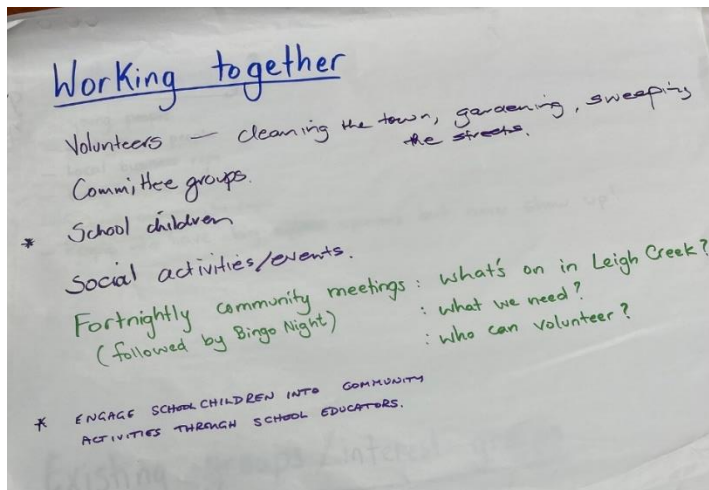 Working together
Volunteers — cleaning the town, gardening, sweeping
the streets.
Committee groups.
* School children
Social activities/events.
Fortnightly community meetings : what's on in Leigh Creek?
(followed by Bingo Night) : what we need?
: who can volunteer?
* ENGAGE SCHOOLCHILDREN INTO COMMUNITY
ACTIVITIES THROUGH SCHOOL EDUCATORS.